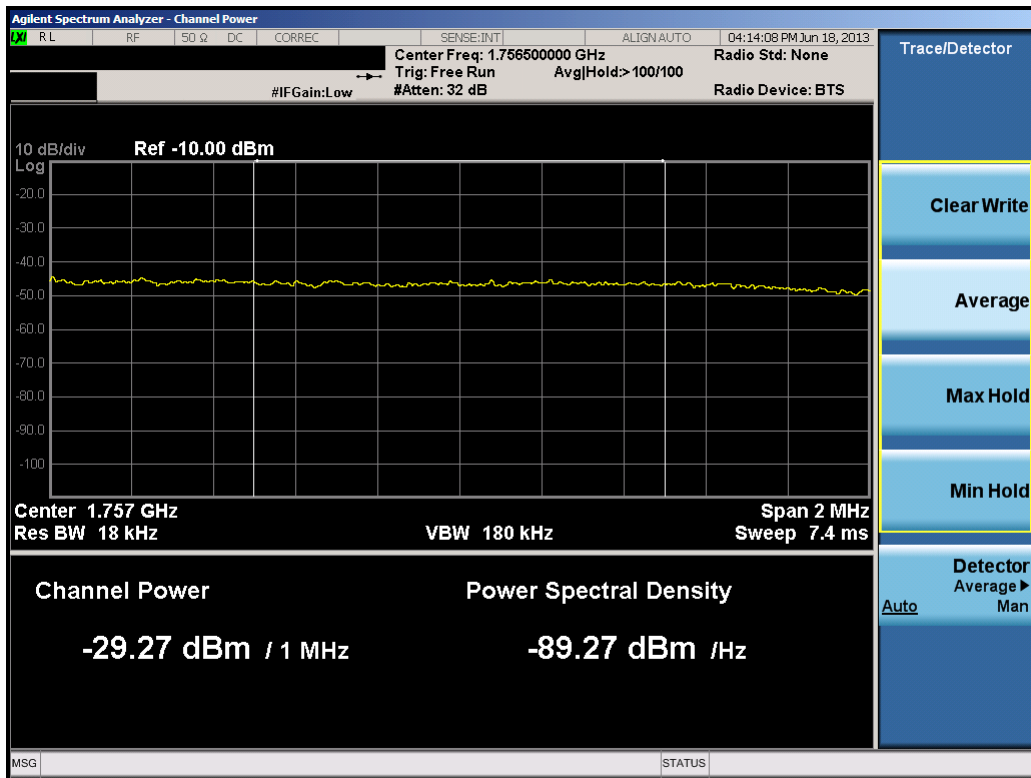 Agilent Spectrum Analyzer - Channel Power
LXI RL RF 50 Ω DC CORREC SENSE:INT ALIGN AUTO 04:14:08 PM Jun 18, 2013
Center Freq: 1.756500000 GHz Radio Std: None
Trig: Free Run Avg|Hold:>100/100
#IFGain:Low #Atten: 32 dB Radio Device: BTS
10 dB/div Ref -10.00 dBm
Log
-20.0
-30.0
-40.0
-50.0
-60.0
-70.0
-80.0
-90.0
-100
Center 1.757 GHz Span 2 MHz
Res BW 18 kHz VBW 180 kHz Sweep 7.4 ms
Channel Power Power Spectral Density
-29.27 dBm / 1 MHz -89.27 dBm /Hz
Trace/Detector
Clear Write
Average
Max Hold
Min Hold
Detector
Average
Auto Man
MSG STATUS